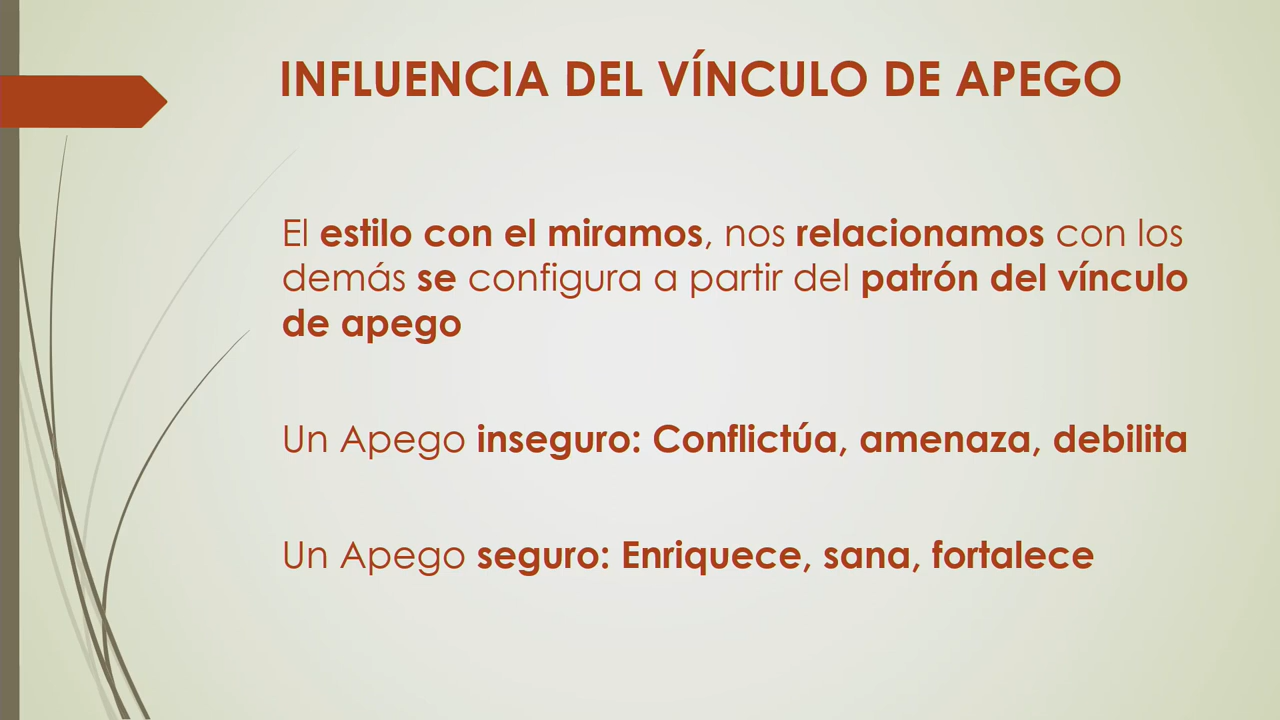 INFLUENCIA DEL VÍNCULO DE APEGO
El estilo con el miramos, nos relacionamos con los
demás se configura a partir del patrón del vínculo
de apego
Un Apego inseguro: Conflictúa, amenaza, debilita
Un Apego seguro: Enriquece, sana, fortalece